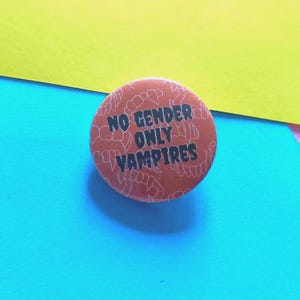 NO GENDER
ONLY
VAMPIRES